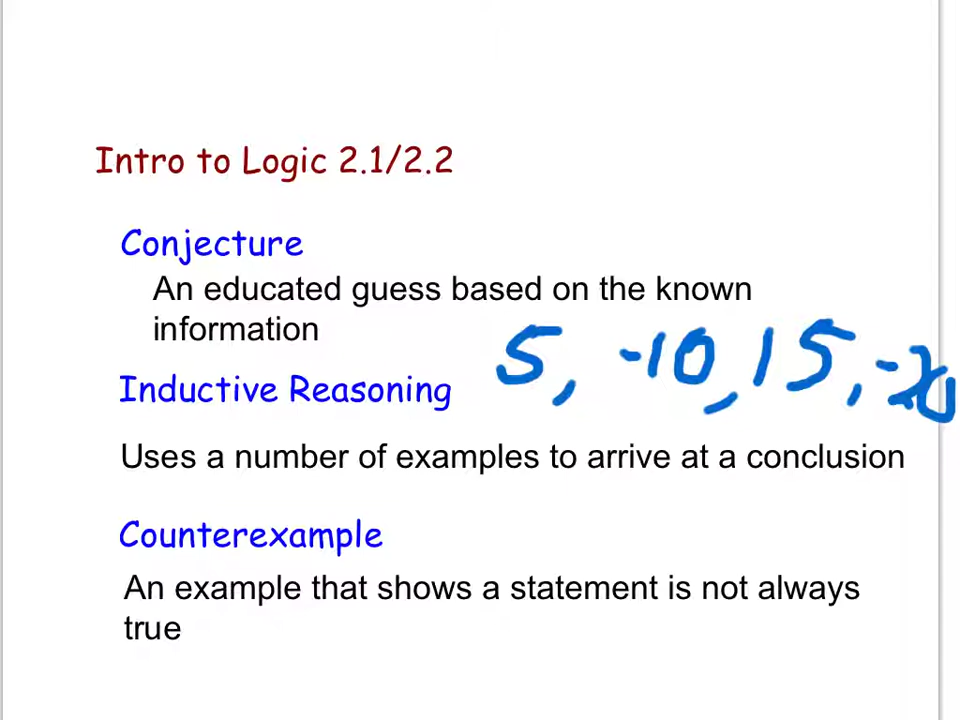 Intro to Logic 2.1/2.2
Conjecture
An educated guess based on the known
information
5, -10, 15, -20
Inductive Reasoning
Uses a number of examples to arrive at a conclusion
Counterexample
An example that shows a statement is not always
true